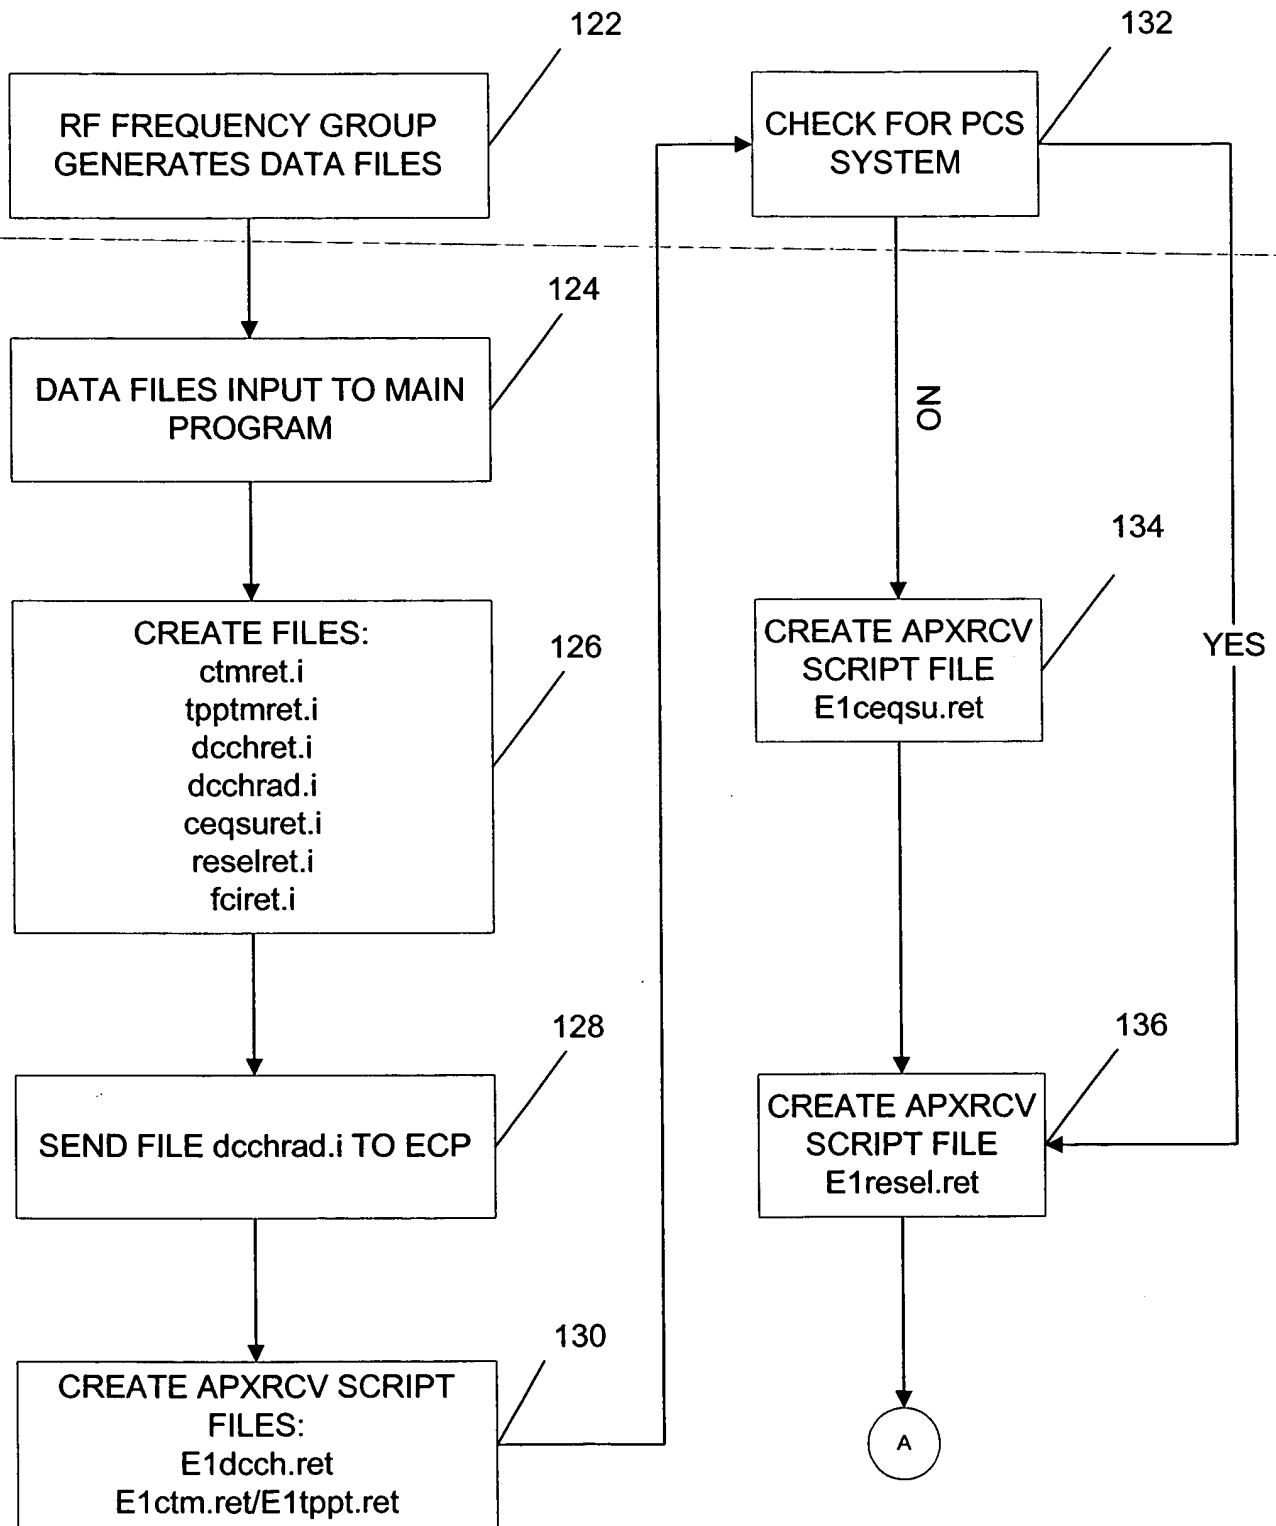 122
RF FREQUENCY GROUP
GENERATES DATA FILES
124
DATA FILES INPUT TO MAIN
PROGRAM
126
CREATE FILES:
ctmret.i
tpptmret.i
dcchret.i
dcchrad.i
ceqsuret.i
reselret.i
fciret.i
128
SEND FILE dcchrad.i TO ECP
130
CREATE APXRCV SCRIPT
FILES:
E1dcch.ret
E1ctm.ret/E1tppt.ret
132
CHECK FOR PCS
SYSTEM
NO
YES
134
CREATE APXRCV
SCRIPT FILE
E1ceqsu.ret
136
CREATE APXRCV
SCRIPT FILE
E1resel.ret
A